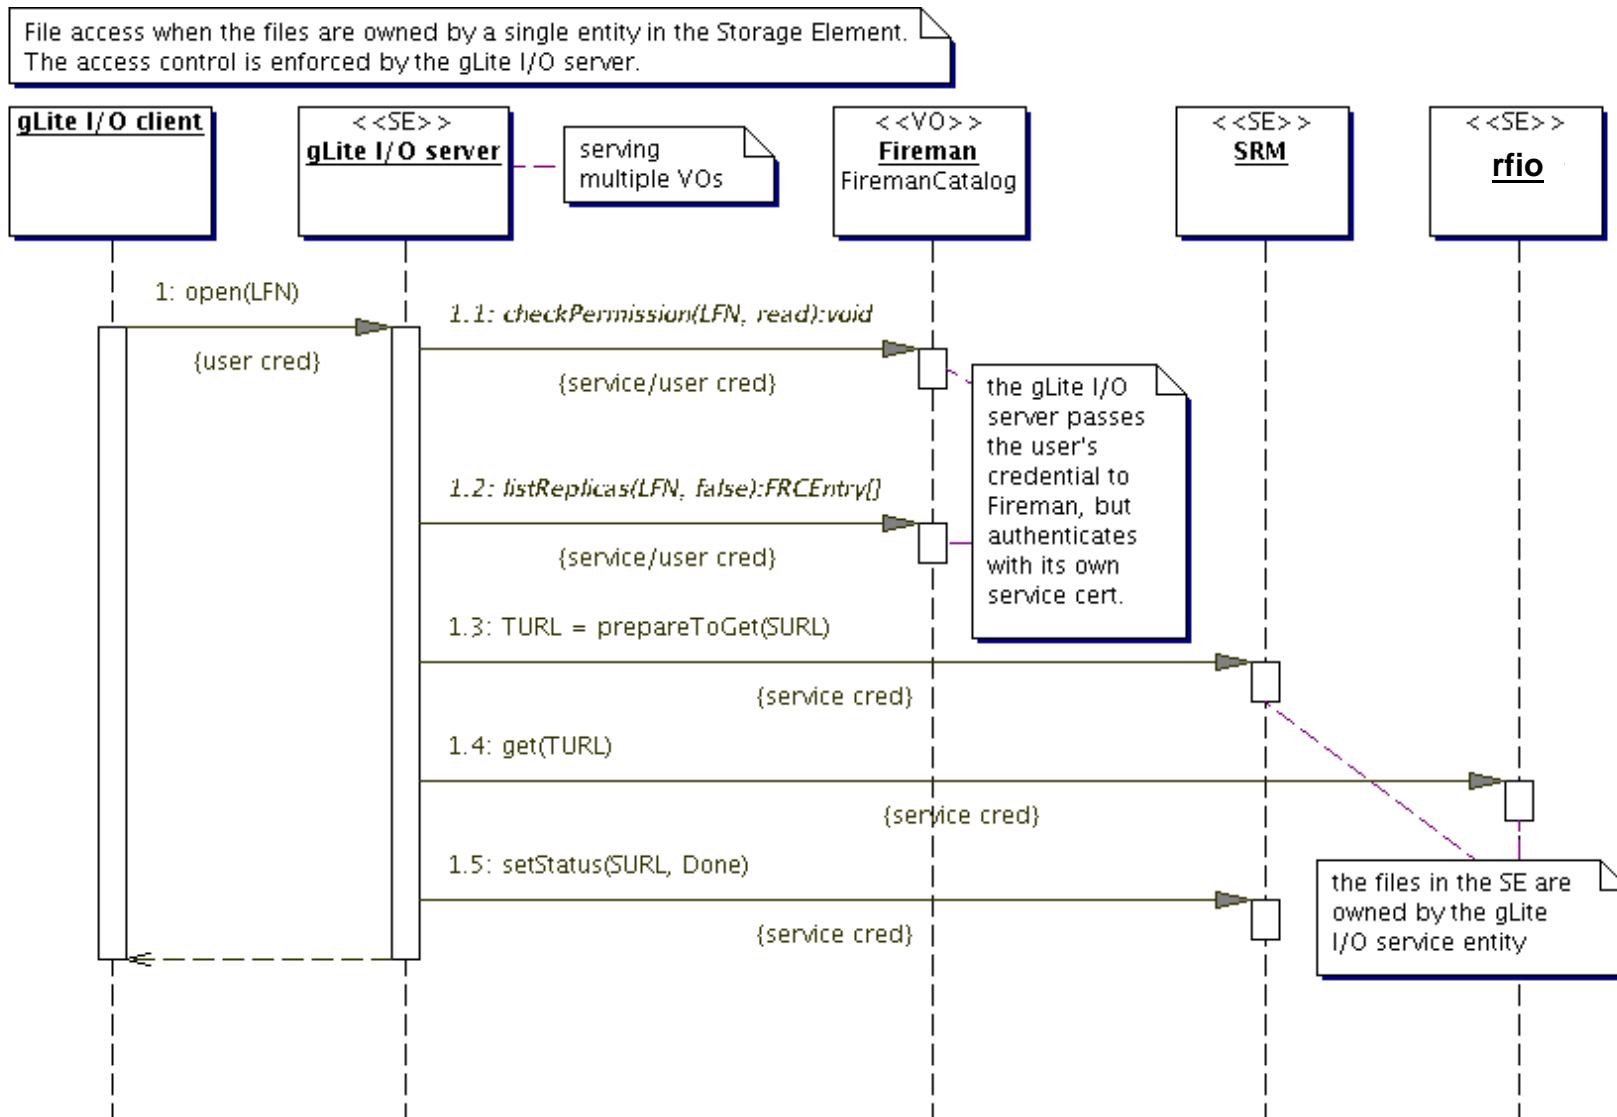 File access when the files are owned by a single entity in the Storage Element.
The access control is enforced by the gLite I/O server.
gLite I/O client
<<SE>>
gLite I/O server
serving
multiple VOs
<<VO>>
Fireman
FiremanCatalog
<<SE>>
SRM
<<SE>>
rfio
1: open(LFN)
{user cred}
1.1: checkPermission(LFN, read):void
{service/user cred}
the gLite I/O
server passes
the user's
credential to
Fireman, but
authenticates
with its own
service cert.
1.2: listReplicas(LFN, false):FRCEntry[]
{service/user cred}
1.3: TURL = prepareToGet(SURL)
{service cred}
1.4: get(TURL)
{service cred}
1.5: setStatus(SURL, Done)
{service cred}
the files in the SE are
owned by the gLite
I/O service entity